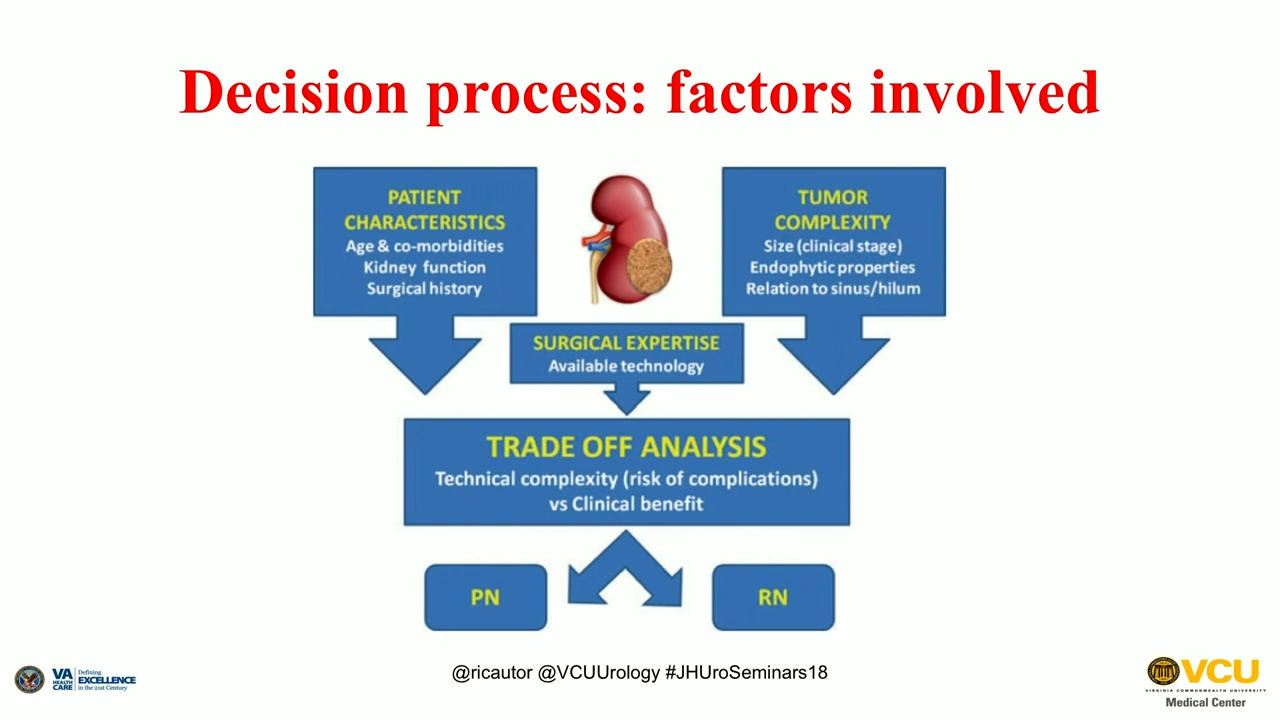 Decision process: factors involved
PATIENT
CHARACTERISTICS
Age & co-morbidities
Kidney function
Surgical history
TUMOR
COMPLEXITY
Size (clinical stage)
Endophytic properties
Relation to sinus/hilum
SURGICAL EXPERTISE
Available technology
TRADE OFF ANALYSIS
Technical complexity (risk of complications)
vs Clinical benefit
PN
RN
VA
HEALTH
CARE
Defining
EXCELLENCE
in the 21st Century
@ricautor @VCUUrology #JHUroSeminars18
VCU
VIRGINIA COMMONWEALTH UNIVERSITY
Medical Center